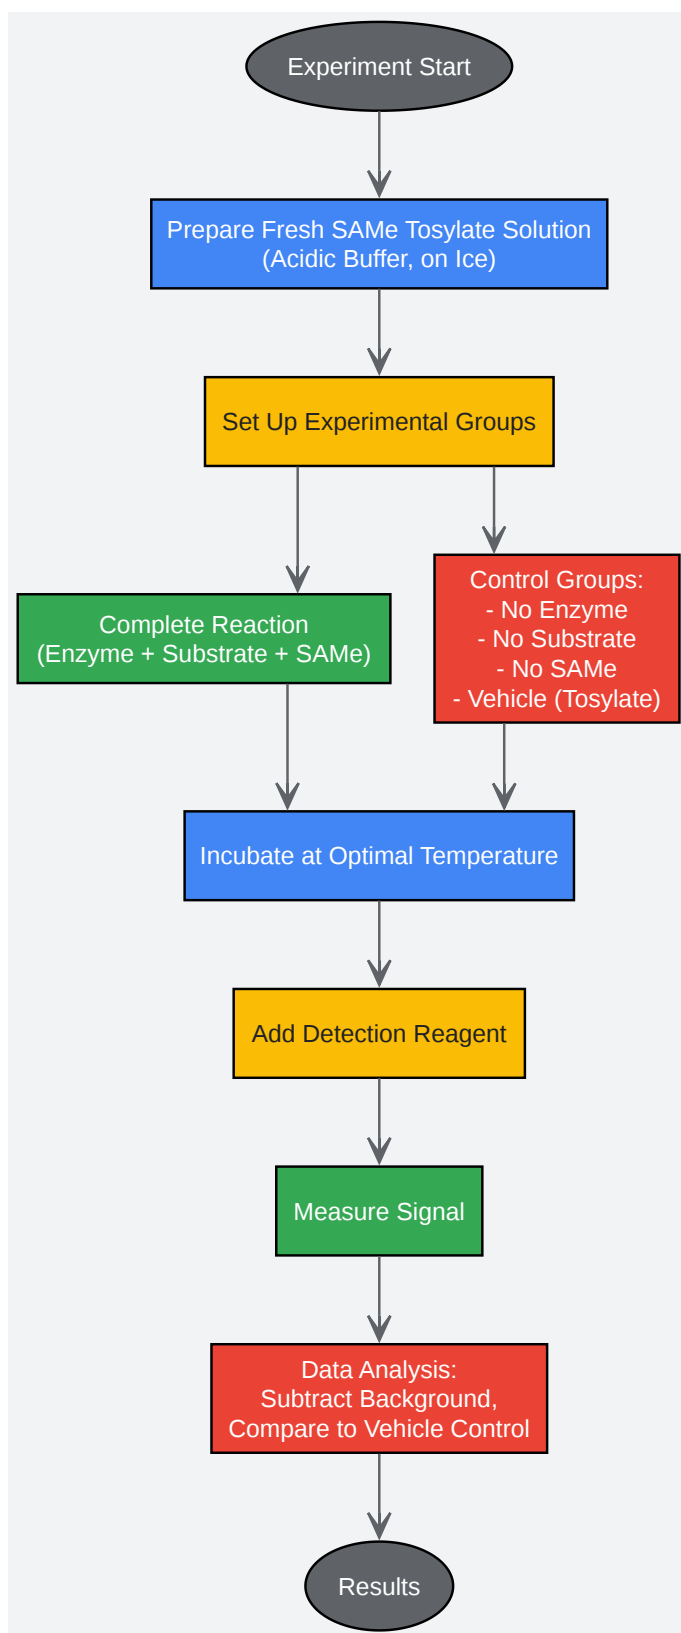 Experiment Start
Prepare Fresh SAMe Tosylate Solution
(Acidic Buffer, on Ice)
Set Up Experimental Groups
Complete Reaction
(Enzyme + Substrate + SAMe)
Control Groups:
- No Enzyme
- No Substrate
- No SAMe
- Vehicle (Tosylate)
Incubate at Optimal Temperature
Add Detection Reagent
Measure Signal
Data Analysis:
Subtract Background,
Compare to Vehicle Control
Results